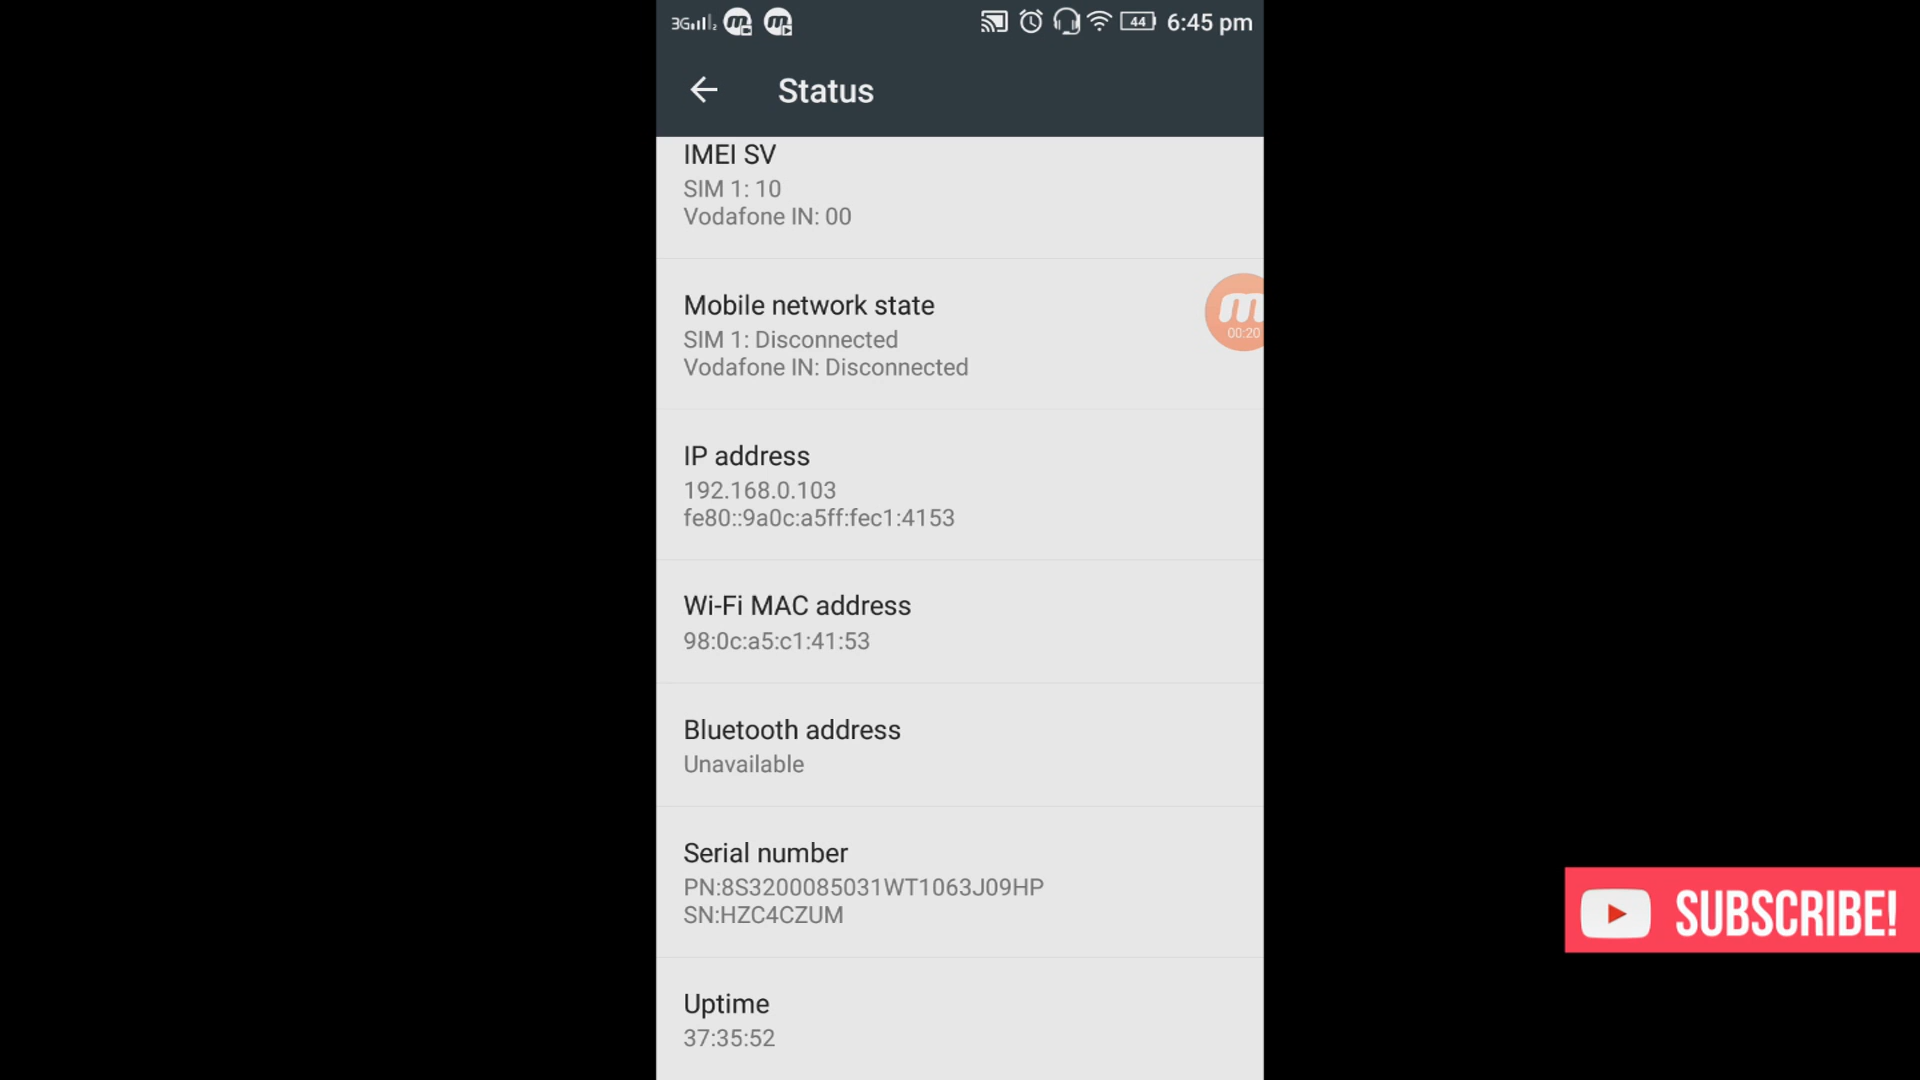 3G 2 44 6:45 pm
Status
IMEI SV
SIM 1: 10
Vodafone IN: 00
Mobile network state
SIM 1: Disconnected
Vodafone IN: Disconnected
m
00:20
IP address
192.168.0.103
fe80::9a0c:a5ff:fec1:4153
Wi-Fi MAC address
98:0c:a5:c1:41:53
Bluetooth address
Unavailable
Serial number
PN:8S3200085031WT1063J09HP
SN:HZC4CZUM
SUBSCRIBE!
Uptime
37:35:52